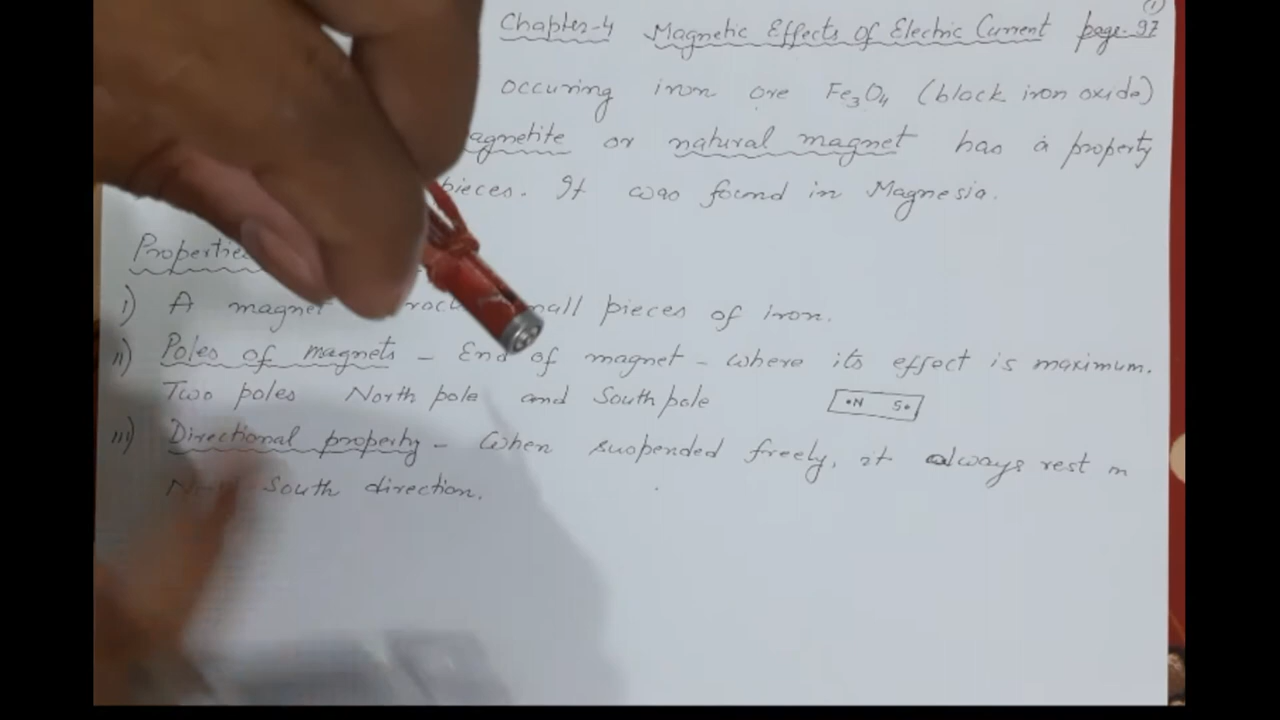 (1)
Chapter-4 Magnetic Effects of Electric Current page-97
occuring iron ore Fe3O4 (black iron oxide)
agnetite or natural magnet has a property
pieces. It was found in Magnesia.
Propertie
i) A magnet pieces of iron.
ii) Poles of magnets - End of magnet - where its effect is maximum.
Two poles North pole and South pole •N S•
iii) Directional property - When suspended freely, it always rest in
South direction.